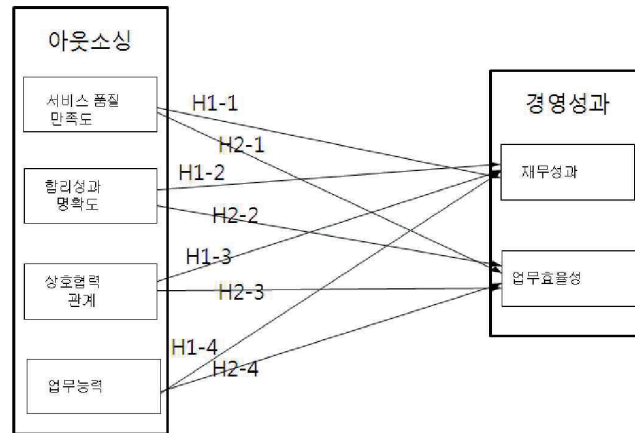 아웃소싱
서비스 품질
만족도
합리성과
명확도
상호협력
관계
업무능력
H1-1
H2-1
H1-2
H2-2
H1-3
H2-3
H1-4
H2-4
경영성과
재무성과
업무효율성